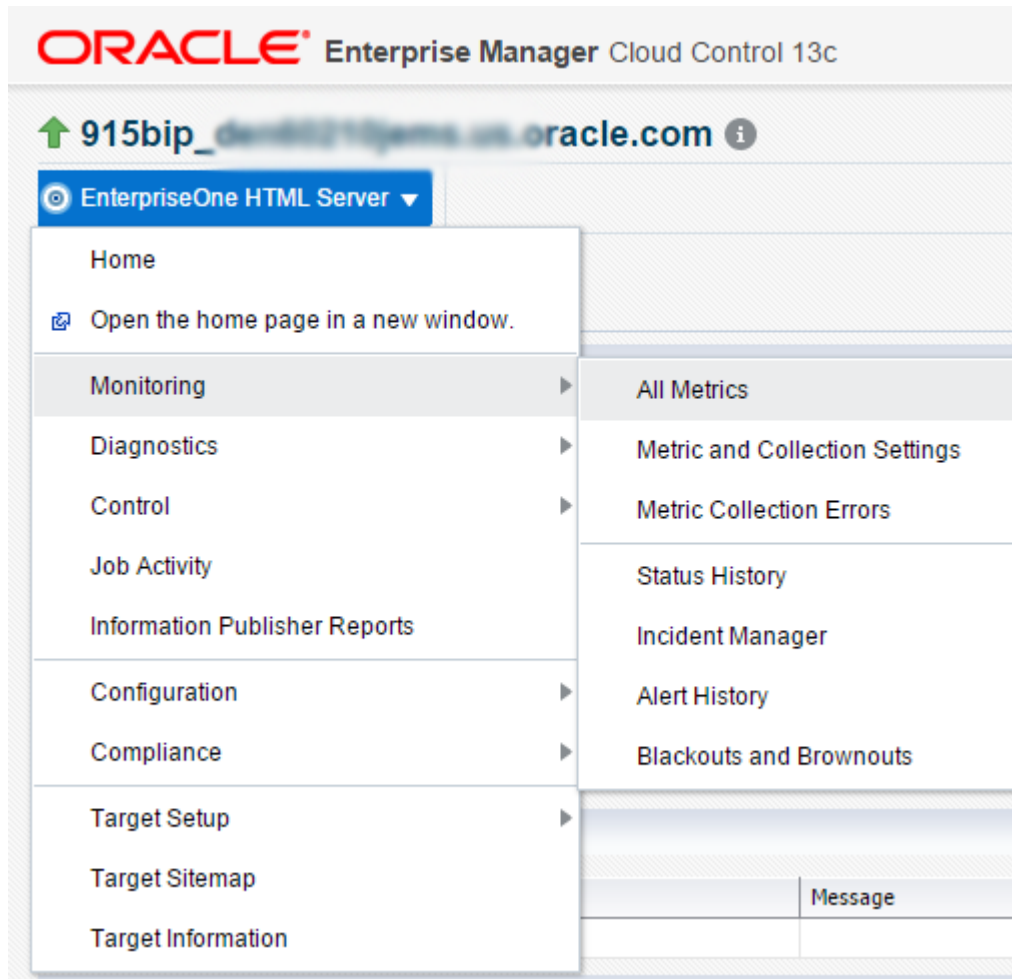 ORACLE Enterprise Manager Cloud Control 13c
915bip_ oracle.com
EnterpriseOne HTML Server
Home
Open the home page in a new window.
Monitoring
Diagnostics
Control
Job Activity
Information Publisher Reports
Configuration
Compliance
Target Setup
Target Sitemap
Target Information
All Metrics
Metric and Collection Settings
Metric Collection Errors
Status History
Incident Manager
Alert History
Blackouts and Brownouts
Message